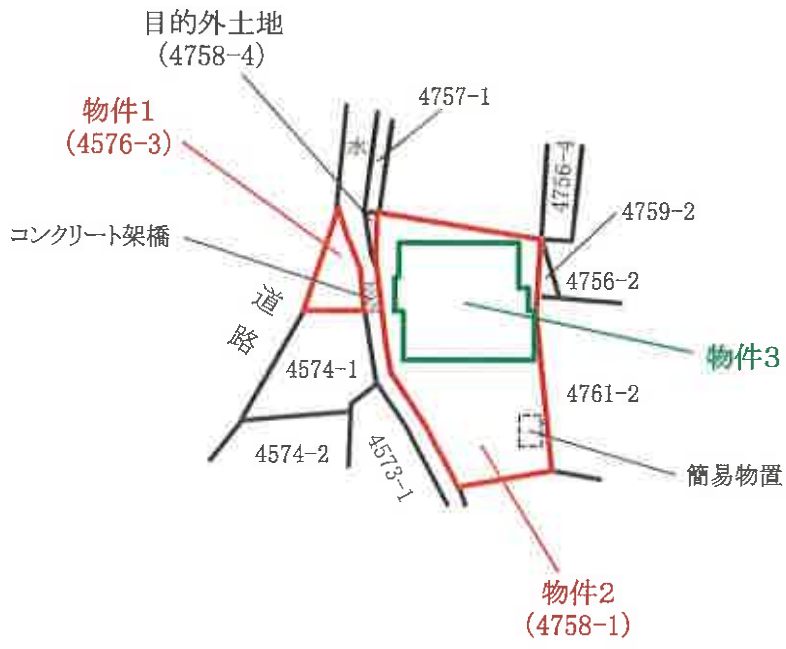 目的外土地
(4758-4)
物件1
(4576-3)
4757-1
水
4756-4
4759-2
コンクリート架橋
4756-2
道路
物件3
4574-1
4761-2
4574-2
4573-1
簡易物置
物件2
(4758-1)